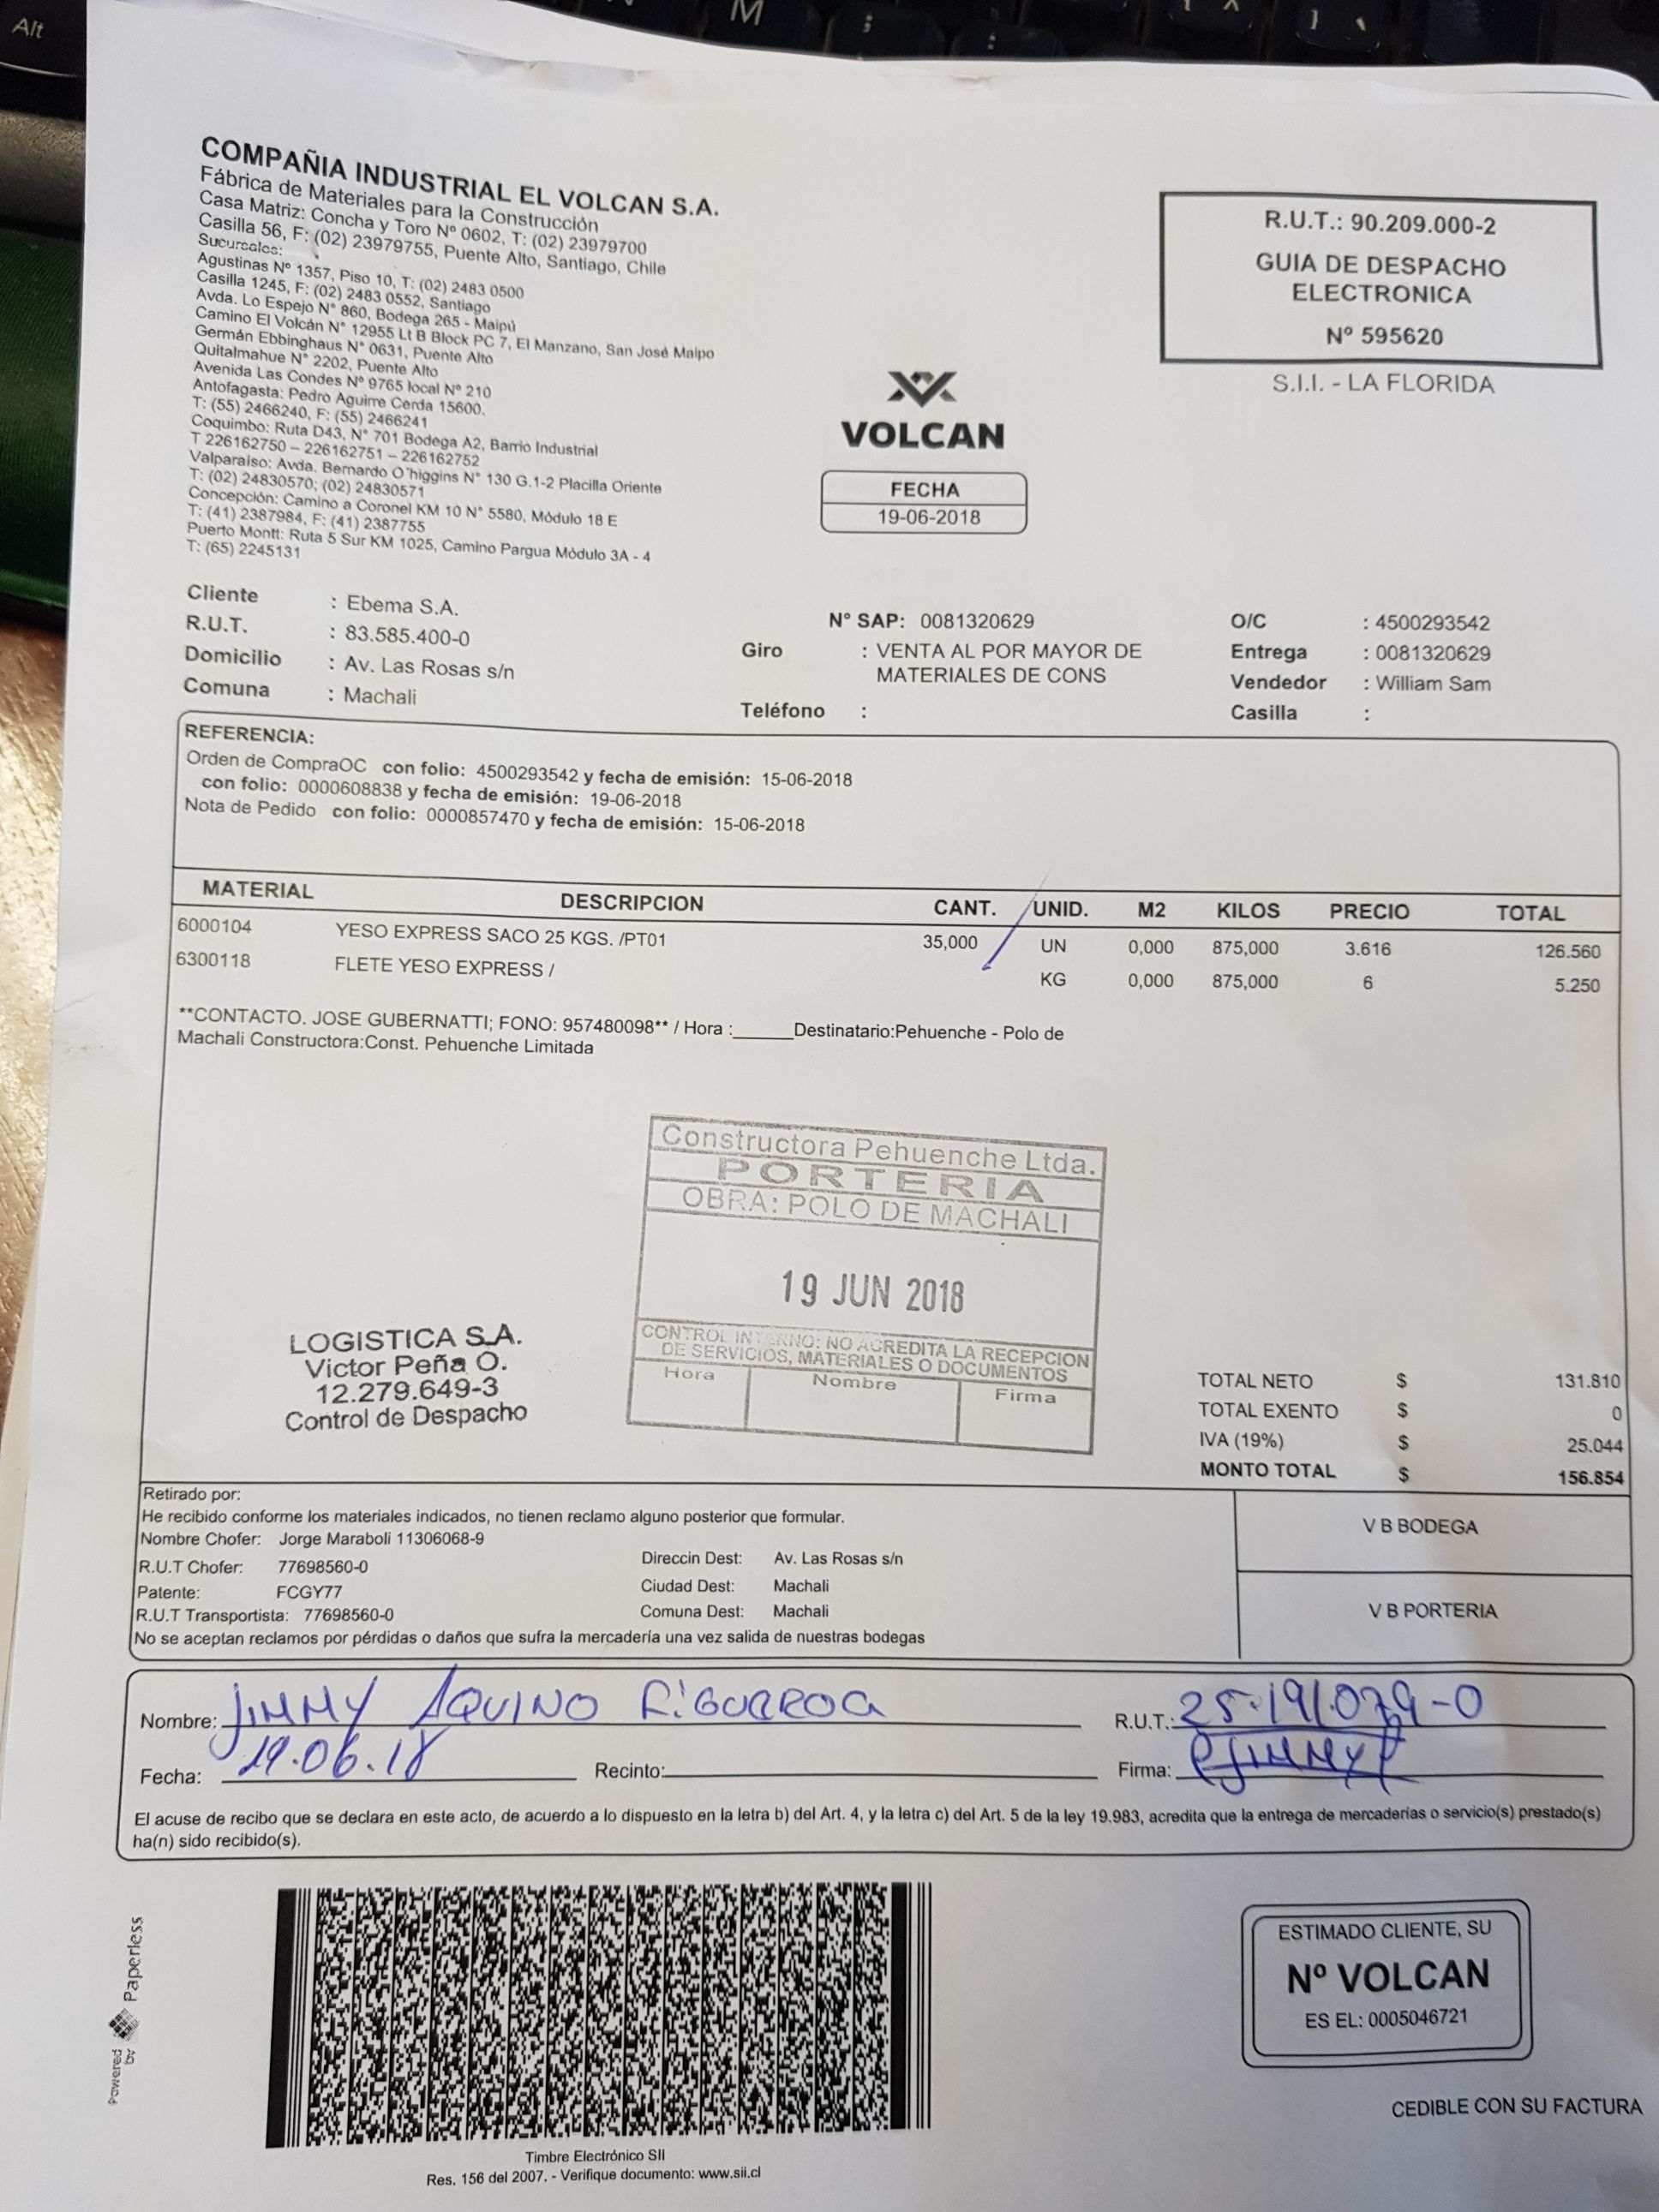 Alt
M
;
:
COMPAÑIA INDUSTRIAL EL VOLCAN S.A.
Fábrica de Materiales para la Construcción
Casa Matriz: Concha y Toro Nº 0602, T: (02) 23979700
Casilla 56, F: (02) 23979755, Puente Alto, Santiago, Chile
Sucursales:
Agustinas Nº 1357, Piso 10, T: (02) 2483 0500
Casilla 1245, F: (02) 2483 0552, Santiago
Avda. Lo Espejo N° 860, Bodega 265 - Maipú
Camino El Volcán N° 12955 Lt B Block PC 7, El Manzano, San José Maipo
Germán Ebbinghaus N° 0631, Puente Alto
Quitalmahue N° 2202, Puente Alto
Avenida Las Condes Nº 9765 local Nº 210
Antofagasta: Pedro Aguirre Cerda 15600.
T: (55) 2466240, F: (55) 2466241
Coquimbo: Ruta D43, N° 701 Bodega A2, Barrio Industrial
T 226162750 – 226162751 – 226162752
Valparaiso: Avda. Bernardo O´higgins N° 130 G.1-2 Placilla Oriente
T: (02) 24830570; (02) 24830571
Concepción: Camino a Coronel KM 10 N° 5580, Módulo 18 E
T: (41) 2387984, F: (41) 2387755
Puerto Montt: Ruta 5 Sur KM 1025, Camino Pargua Módulo 3A - 4
T: (65) 2245131
R.U.T.: 90.209.000-2
GUIA DE DESPACHO
ELECTRONICA
Nº 595620
S.I.I. - LA FLORIDA
VOLCAN
FECHA
19-06-2018
Cliente : Ebema S.A.
R.U.T. : 83.585.400-0
Domicilio : Av. Las Rosas s/n
Comuna : Machali
N° SAP: 0081320629
Giro : VENTA AL POR MAYOR DE
MATERIALES DE CONS
Teléfono :
O/C : 4500293542
Entrega : 0081320629
Vendedor : William Sam
Casilla :
REFERENCIA:
Orden de CompraOC con folio: 4500293542 y fecha de emisión: 15-06-2018
con folio: 0000608838 y fecha de emisión: 19-06-2018
Nota de Pedido con folio: 0000857470 y fecha de emisión: 15-06-2018
MATERIAL DESCRIPCION CANT. UNID. M2 KILOS PRECIO TOTAL
6000104 YESO EXPRESS SACO 25 KGS. /PT01 35,000 UN 0,000 875,000 3.616 126.560
6300118 FLETE YESO EXPRESS / KG 0,000 875,000 6 5.250
**CONTACTO. JOSE GUBERNATTI; FONO: 957480098** / Hora :______Destinatario:Pehuenche - Polo de
Machali Constructora:Const. Pehuenche Limitada
Constructora Pehuenche Ltda.
PORTERIA
OBRA: POLO DE MACHALI
19 JUN 2018
CONTROL INTERNO: NO ACREDITA LA RECEPCION
DE SERVICIOS, MATERIALES O DOCUMENTOS
Hora Nombre Firma
LOGISTICA S.A.
Victor Peña O.
12.279.649-3
Control de Despacho
TOTAL NETO $ 131.810
TOTAL EXENTO $ 0
IVA (19%) $ 25.044
MONTO TOTAL $ 156.854
Retirado por:
He recibido conforme los materiales indicados, no tienen reclamo alguno posterior que formular.
Nombre Chofer: Jorge Maraboli 11306068-9
R.U.T Chofer: 77698560-0
Patente: FCGY77
R.U.T Transportista: 77698560-0
Direccin Dest: Av. Las Rosas s/n
Ciudad Dest: Machali
Comuna Dest: Machali
No se aceptan reclamos por pérdidas o daños que sufra la mercadería una vez salida de nuestras bodegas
V B BODEGA
V B PORTERIA
Nombre: JIMMY AQUINO FIGUERROA
R.U.T.: 25.191.079-0
Fecha: 19.06.18 Recinto:
Firma: JIMMY
El acuse de recibo que se declara en este acto, de acuerdo a lo dispuesto en la letra b) del Art. 4, y la letra c) del Art. 5 de la ley 19.983, acredita que la entrega de mercaderías o servicio(s) prestado(s)
ha(n) sido recibido(s).
Powered by Paperless
Timbre Electrónico SII
Res. 156 del 2007. - Verifique documento: www.sii.cl
ESTIMADO CLIENTE, SU
Nº VOLCAN
ES EL: 0005046721
CEDIBLE CON SU FACTURA